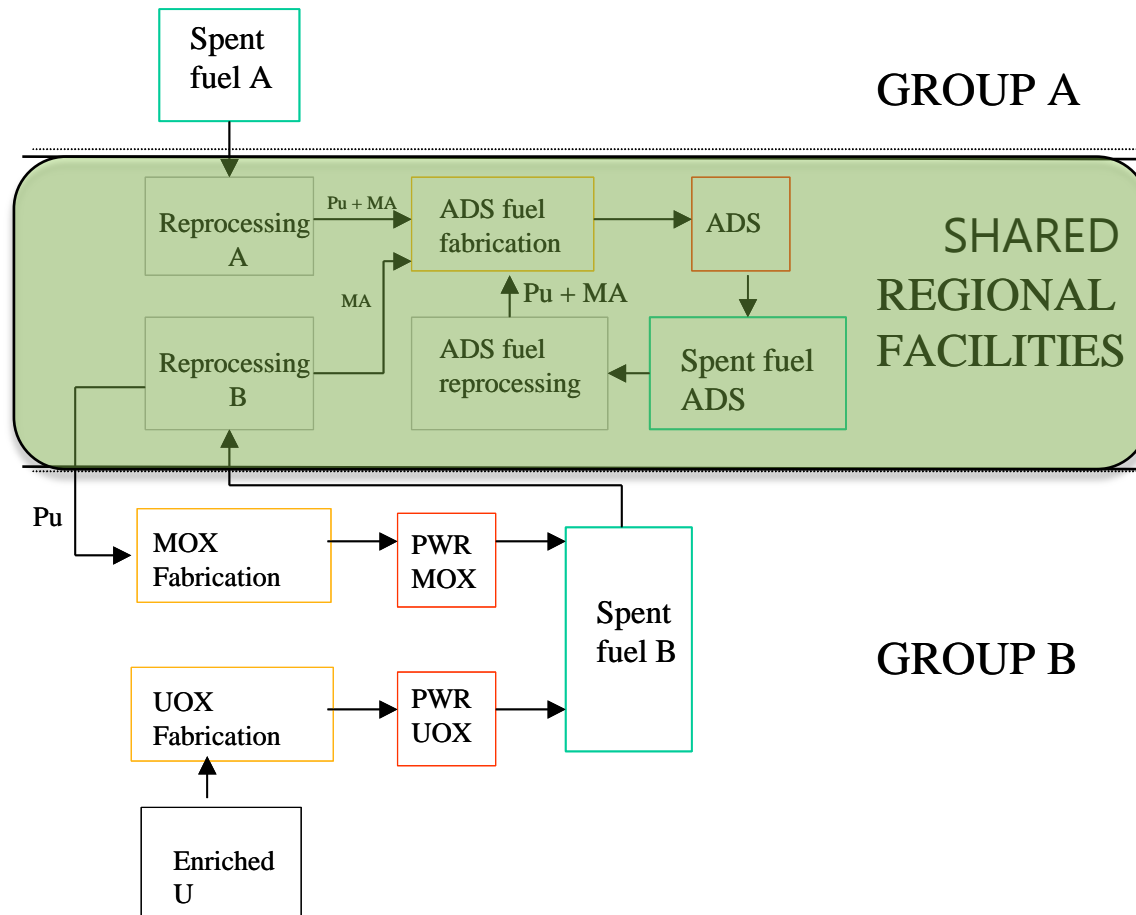 Spent
fuel A
GROUP A
Reprocessing
A
Pu + MA
ADS fuel
fabrication
ADS
SHARED
REGIONAL
FACILITIES
MA
Pu + MA
Reprocessing
B
ADS fuel
reprocessing
Spent fuel
ADS
Pu
MOX
Fabrication
PWR
MOX
Spent
fuel B
GROUP B
UOX
Fabrication
PWR
UOX
Enriched
U